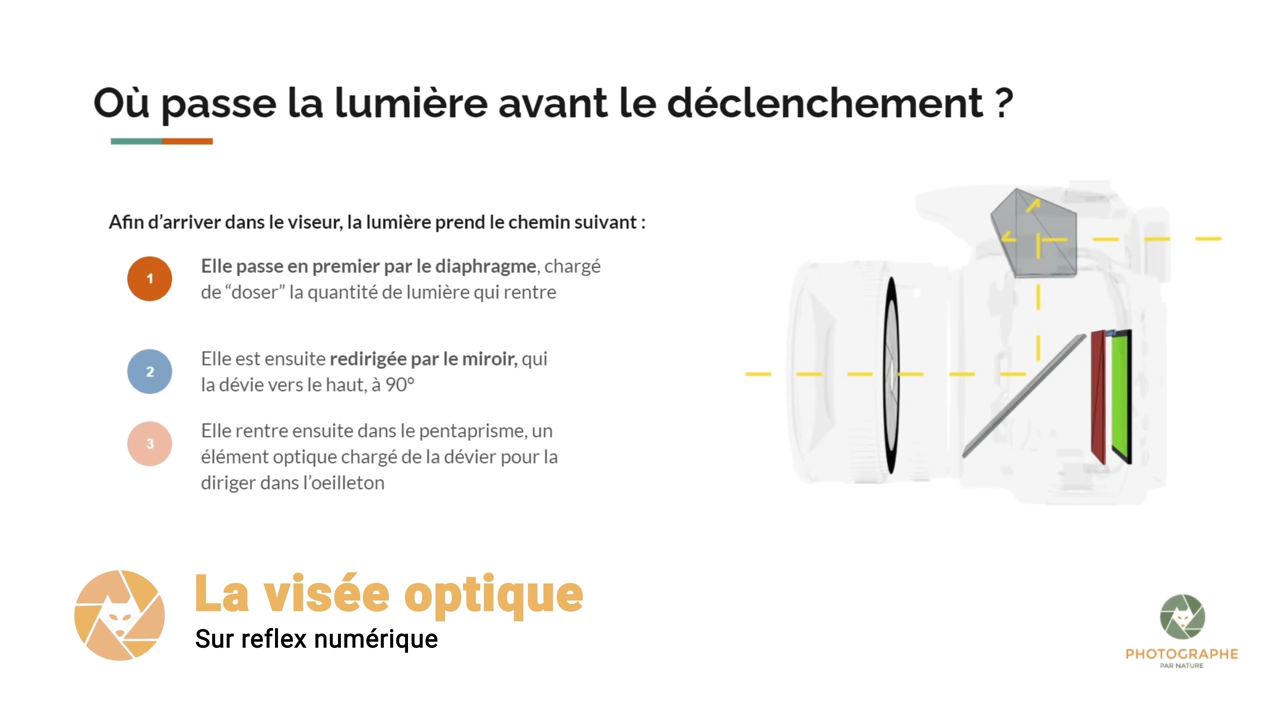 Où passe la lumière avant le déclenchement ?
Afin d’arriver dans le viseur, la lumière prend le chemin suivant :
1
Elle passe en premier par le diaphragme, chargé
de “doser” la quantité de lumière qui rentre
2
Elle est ensuite redirigée par le miroir, qui
la dévie vers le haut, à 90°
3
Elle rentre ensuite dans le pentaprisme, un
élément optique chargé de la dévier pour la
diriger dans l’oeilleton
La visée optique
Sur reflex numérique
PHOTOGRAPHE
PAR NATURE